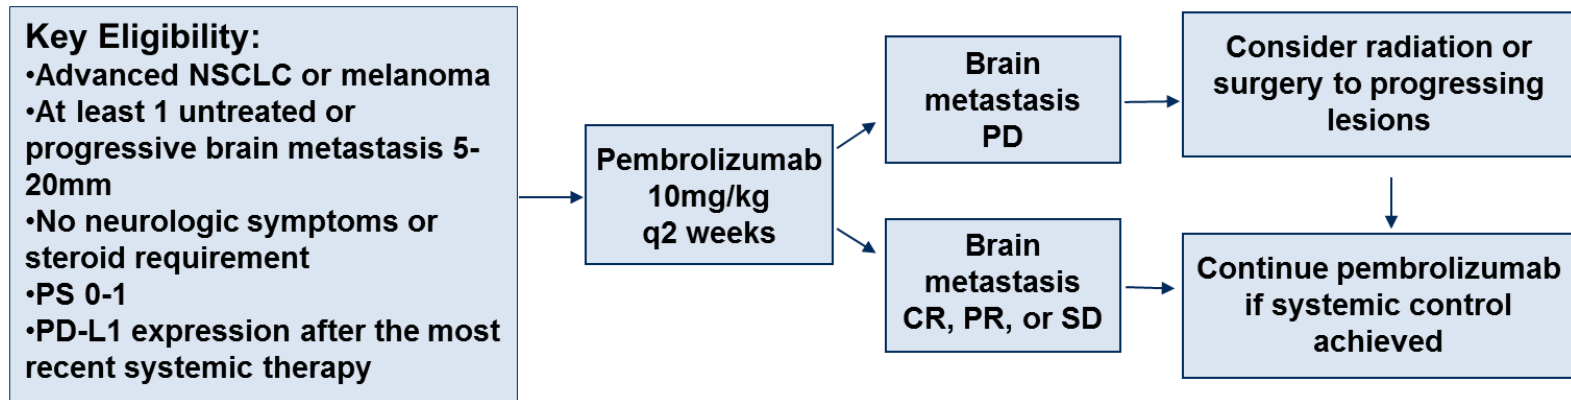 Key Eligibility:
•Advanced NSCLC or melanoma
•At least 1 untreated or
progressive brain metastasis 5-
20mm
•No neurologic symptoms or
steroid requirement
•PS 0-1
•PD-L1 expression after the most
recent systemic therapy
Pembrolizumab
10mg/kg
q2 weeks
Brain
metastasis
PD
Consider radiation or
surgery to progressing
lesions
Brain
metastasis
CR, PR, or SD
Continue pembrolizumab
if systemic control
achieved